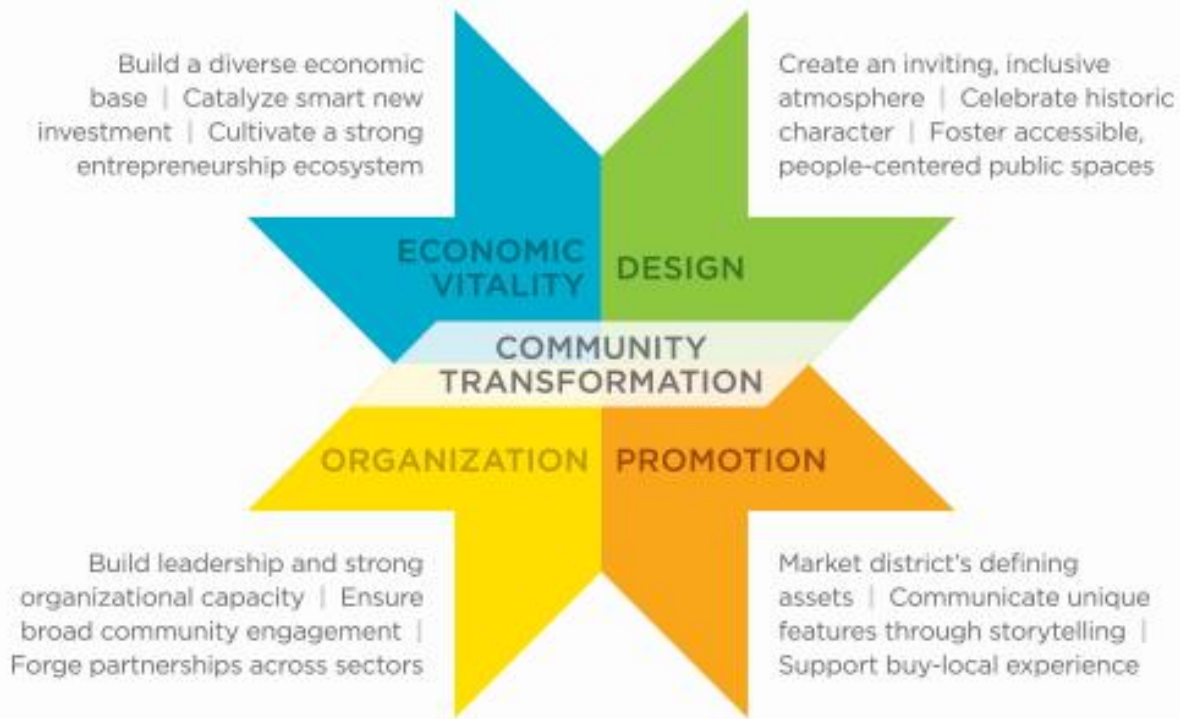 Build a diverse economic
base | Catalyze smart new
investment | Cultivate a strong
entrepreneurship ecosystem
Create an inviting, inclusive
atmosphere | Celebrate historic
character | Foster accessible,
people-centered public spaces
ECONOMIC
VITALITY
DESIGN
COMMUNITY
TRANSFORMATION
ORGANIZATION
PROMOTION
Build leadership and strong
organizational capacity | Ensure
broad community engagement |
Forge partnerships across sectors
Market district's defining
assets | Communicate unique
features through storytelling |
Support buy-local experience